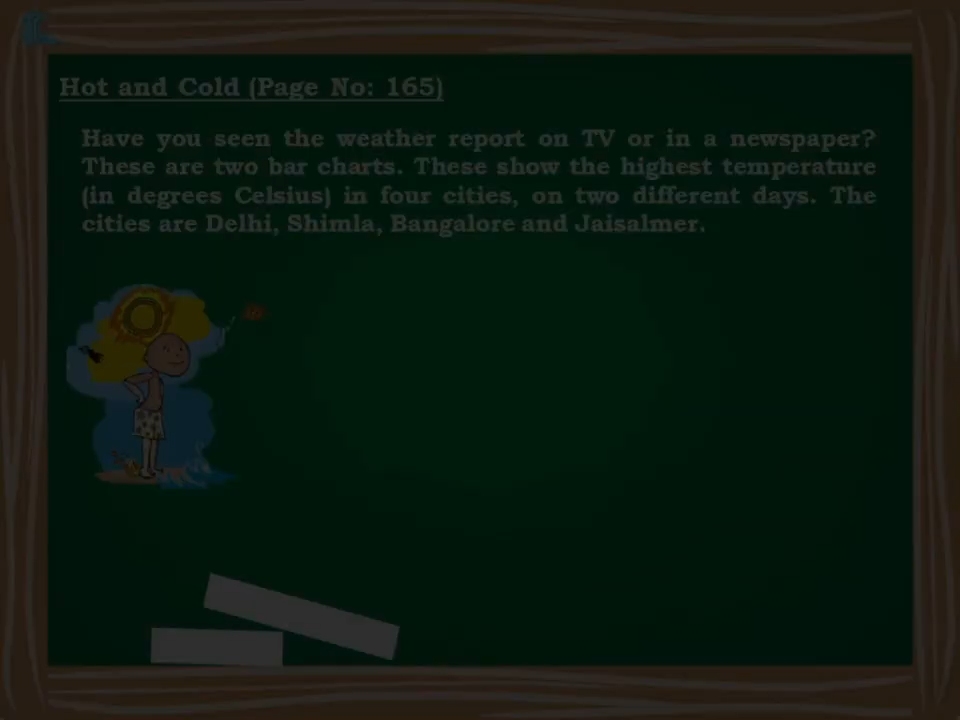 Hot and Cold (Page No: 165)
Have you seen the weather report on TV or in a newspaper?
These are two bar charts. These show the highest temperature
(in degrees Celsius) in four cities, on two different days. The
cities are Delhi, Shimla, Bangalore and Jaisalmer.